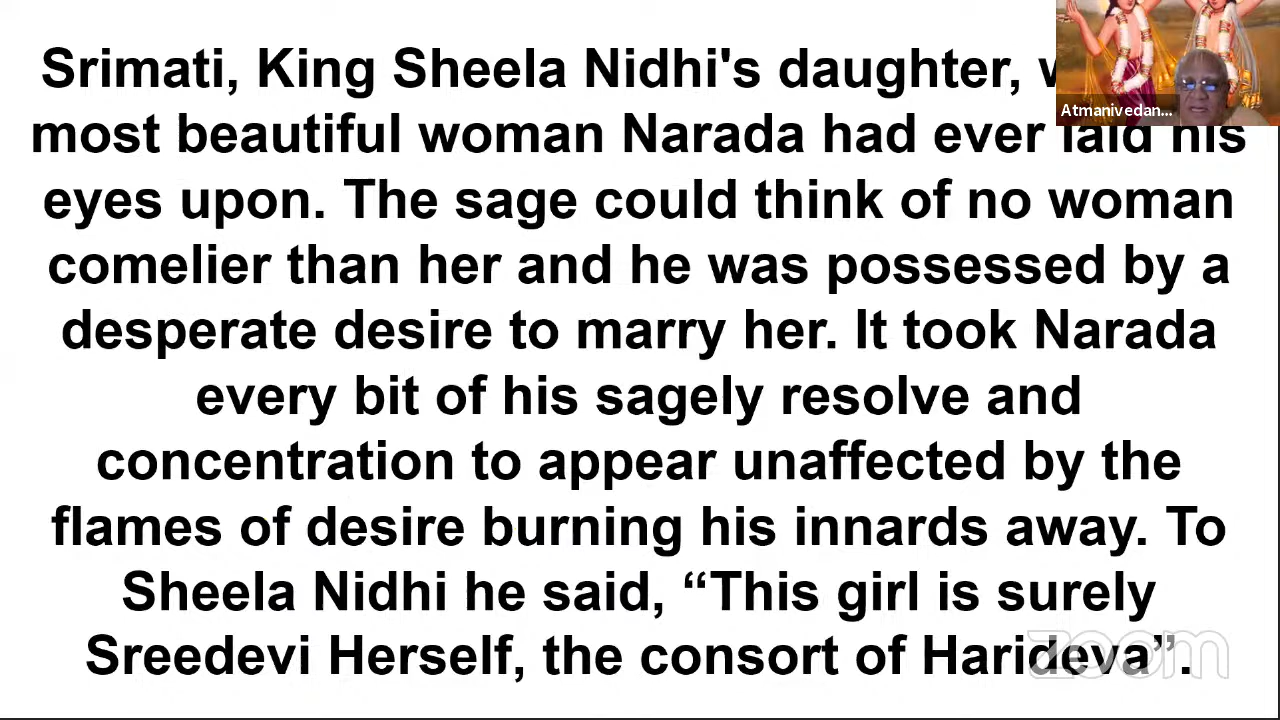 Srimati, King Sheela Nidhi's daughter,
most beautiful woman Narada had ever laid his
eyes upon. The sage could think of no woman
comelier than her and he was possessed by a
desperate desire to marry her. It took Narada
every bit of his sagely resolve and
concentration to appear unaffected by the
flames of desire burning his innards away. To
Sheela Nidhi he said, “This girl is surely
Sreedevi Herself, the consort of Harideva”.
Atmanivedan...
zoom